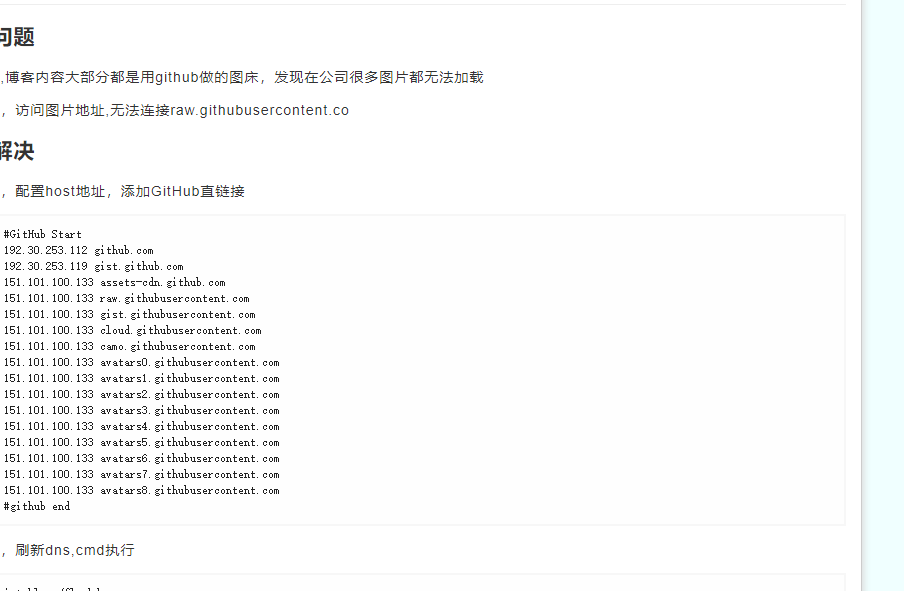 问题
,博客内容大部分都是用github做的图床，发现在公司很多图片都无法加载
，访问图片地址,无法连接raw.githubusercontent.co
解决
，配置host地址，添加GitHub直链接
#GitHub Start
192.30.253.112 github.com
192.30.253.119 gist.github.com
151.101.100.133 assets-cdn.github.com
151.101.100.133 raw.githubusercontent.com
151.101.100.133 gist.githubusercontent.com
151.101.100.133 cloud.githubusercontent.com
151.101.100.133 camo.githubusercontent.com
151.101.100.133 avatars0.githubusercontent.com
151.101.100.133 avatars1.githubusercontent.com
151.101.100.133 avatars2.githubusercontent.com
151.101.100.133 avatars3.githubusercontent.com
151.101.100.133 avatars4.githubusercontent.com
151.101.100.133 avatars5.githubusercontent.com
151.101.100.133 avatars6.githubusercontent.com
151.101.100.133 avatars7.githubusercontent.com
151.101.100.133 avatars8.githubusercontent.com
#github end
，刷新dns,cmd执行